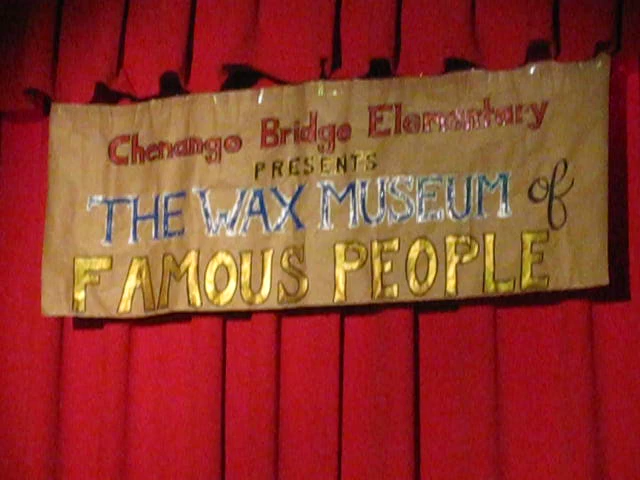 Chenango Bridge Elementary
PRESENTS
THE WAX MUSEUM of
FAMOUS PEOPLE